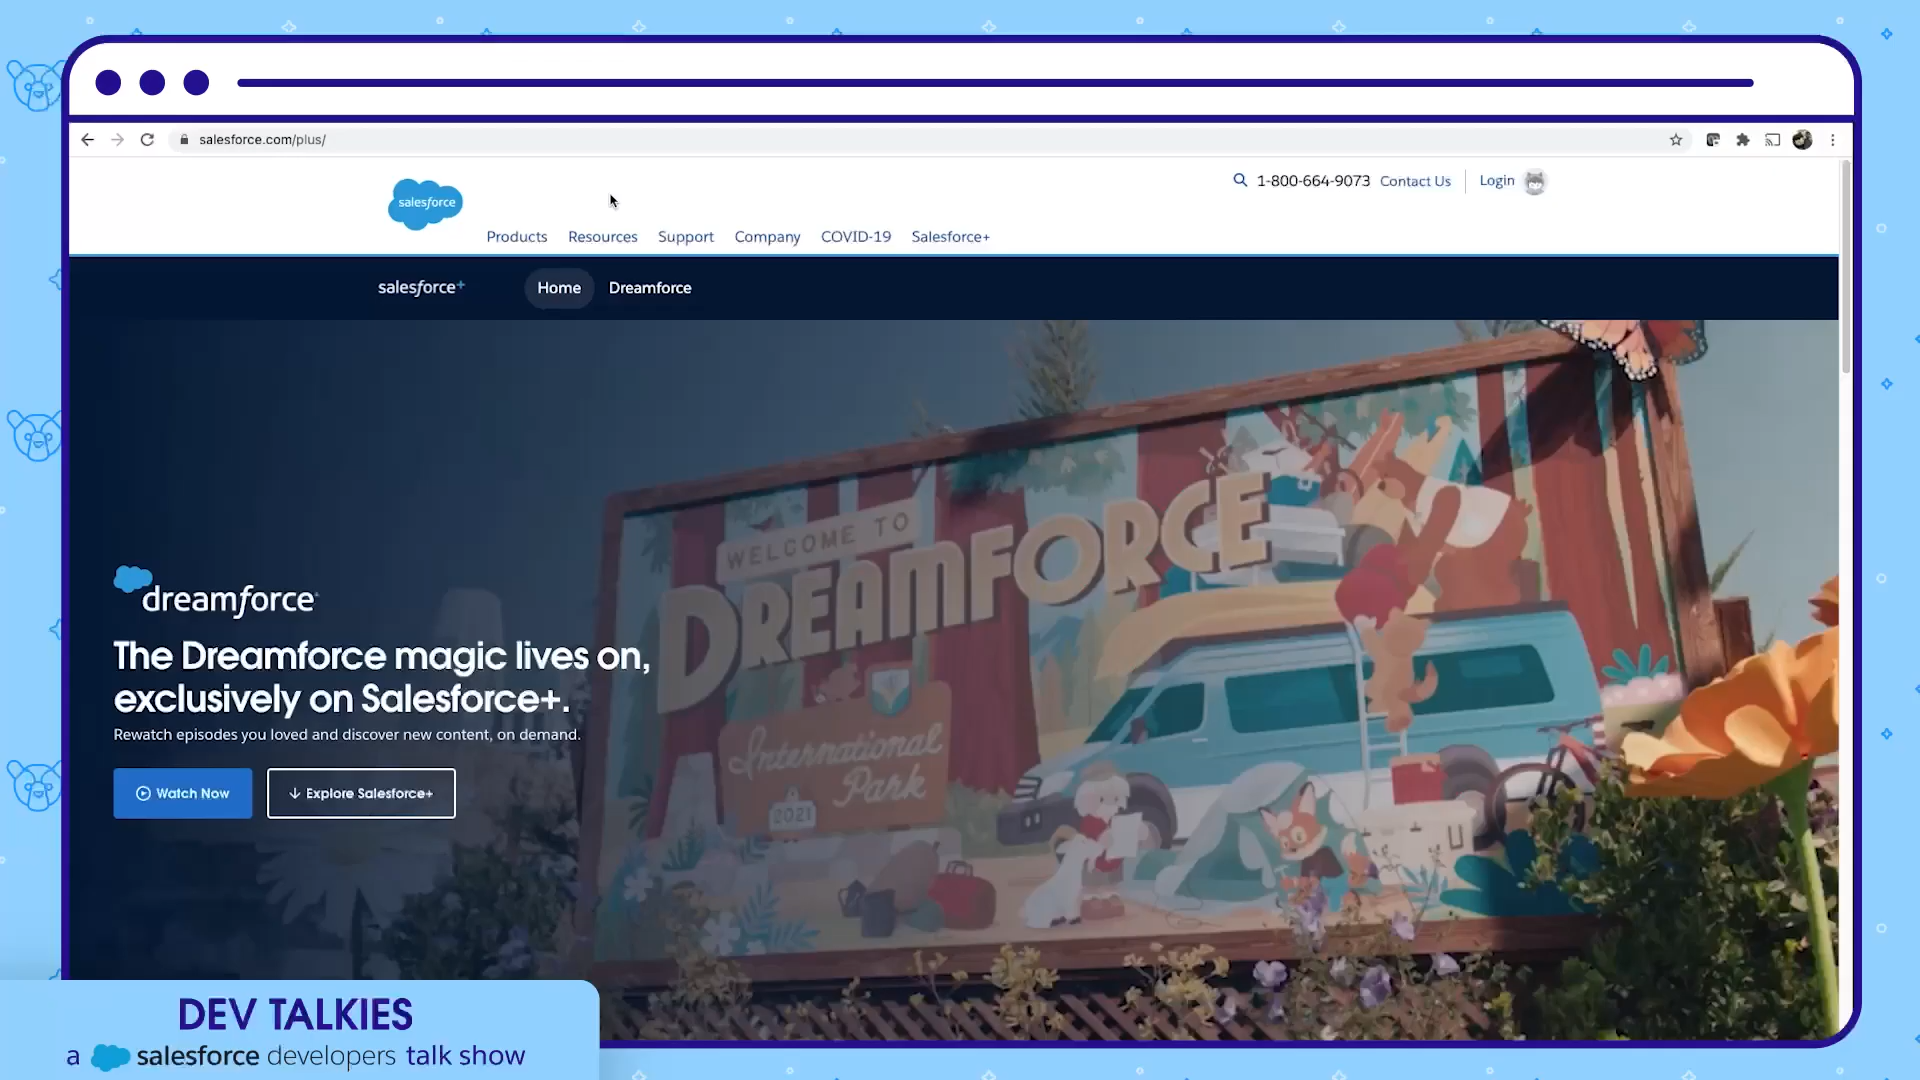 salesforce.com/plus/
salesforce
1-800-664-9073 Contact Us Login
Products Resources Support Company COVID-19 Salesforce+
salesforce+ Home Dreamforce
WELCOME TO
DREAMFORCE
International
Park
2021
dreamforce
The Dreamforce magic lives on,
exclusively on Salesforce+.
Rewatch episodes you loved and discover new content, on demand.
Watch Now Explore Salesforce+
DEV TALKIES
a salesforce developers talk show